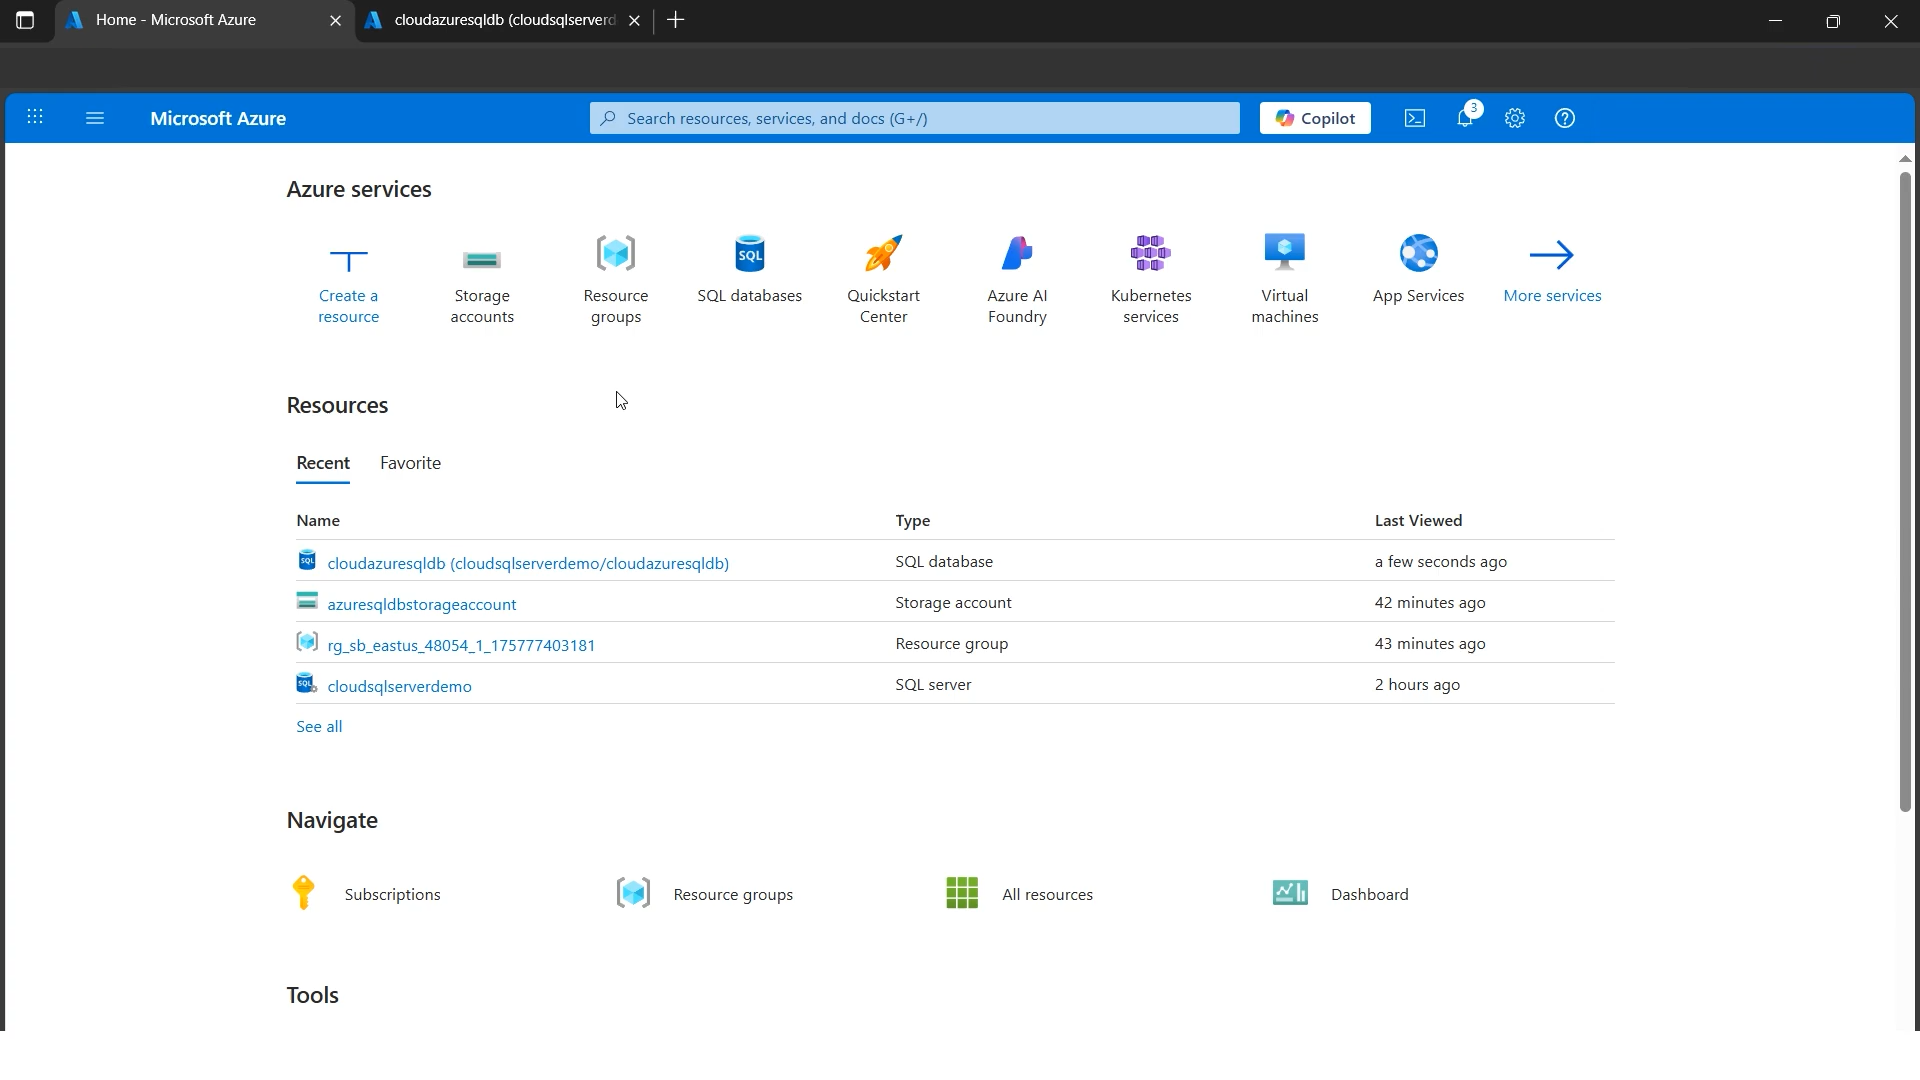 Home - Microsoft Azure
cloudazuresqldb (cloudsqlserverd
Microsoft Azure
Search resources, services, and docs (G+/)
Copilot
3
Azure services
Create a resource
Storage accounts
Resource groups
SQL
SQL databases
Quickstart Center
Azure AI Foundry
Kubernetes services
Virtual machines
App Services
More services
Resources
Recent Favorite
Name Type Last Viewed
SQL cloudazuresqldb (cloudsqlserverdemo/cloudazuresqldb) SQL database a few seconds ago
azuresqldbstorageaccount Storage account 42 minutes ago
rg_sb_eastus_48054_1_175777403181 Resource group 43 minutes ago
SQL cloudsqlserverdemo SQL server 2 hours ago
See all
Navigate
Subscriptions Resource groups All resources Dashboard
Tools